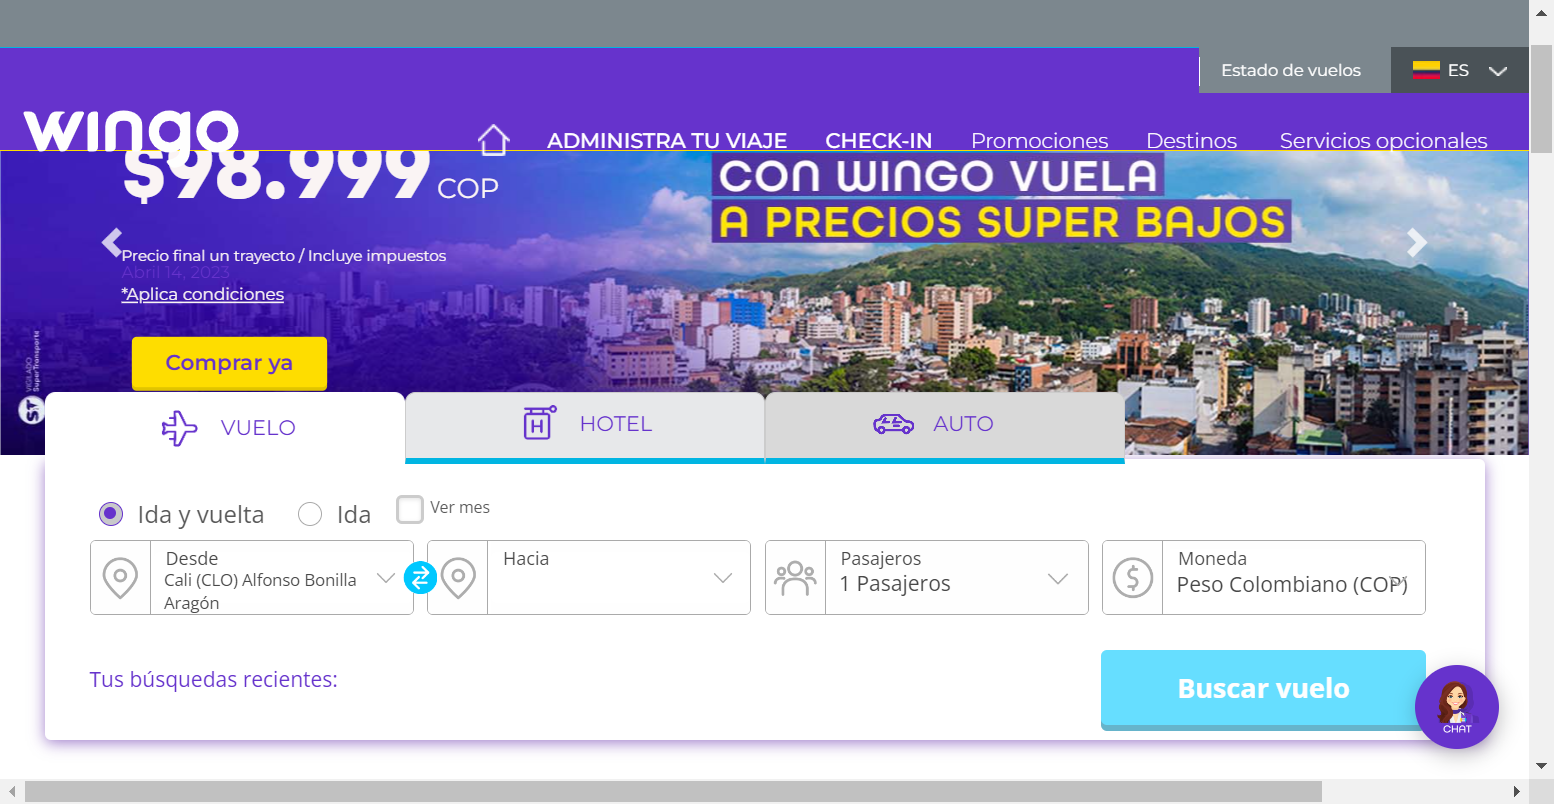 Estado de vuelos
ES
wingo
ADMINISTRA TU VIAJE
CHECK-IN
Promociones
Destinos
Servicios opcionales
$98.999 COP
CON WINGO VUELA
A PRECIOS SUPER BAJOS
Precio final un trayecto / Incluye impuestos
Abril 14, 2023
*Aplica condiciones
VIGILADO
SuperTransporte
ST
Comprar ya
VUELO
HOTEL
AUTO
Ida y vuelta
Ida
Ver mes
Desde
Cali (CLO) Alfonso Bonilla
Aragón
Hacia
Pasajeros
1 Pasajeros
Moneda
Peso Colombiano (COP)
Tus búsquedas recientes:
Buscar vuelo
CHAT